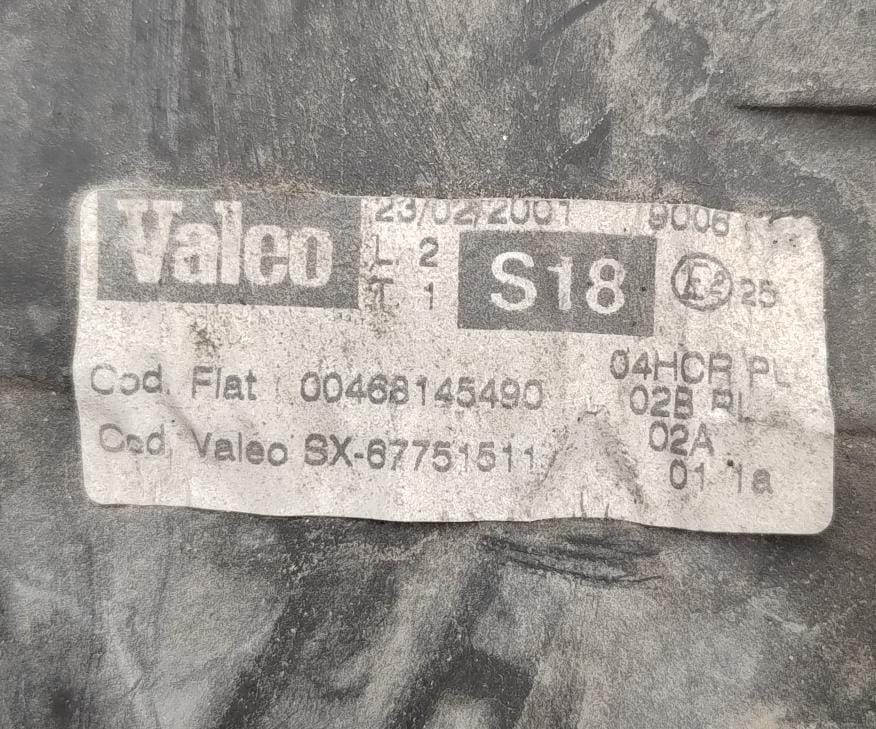 Valeo
23/02/2001 9006
L 2
T 1
S18
E2 25
Cod. Fiat 00468145490
04HCR PL
02B RL
Cod. Valeo SX-67751511
02A
01 1a